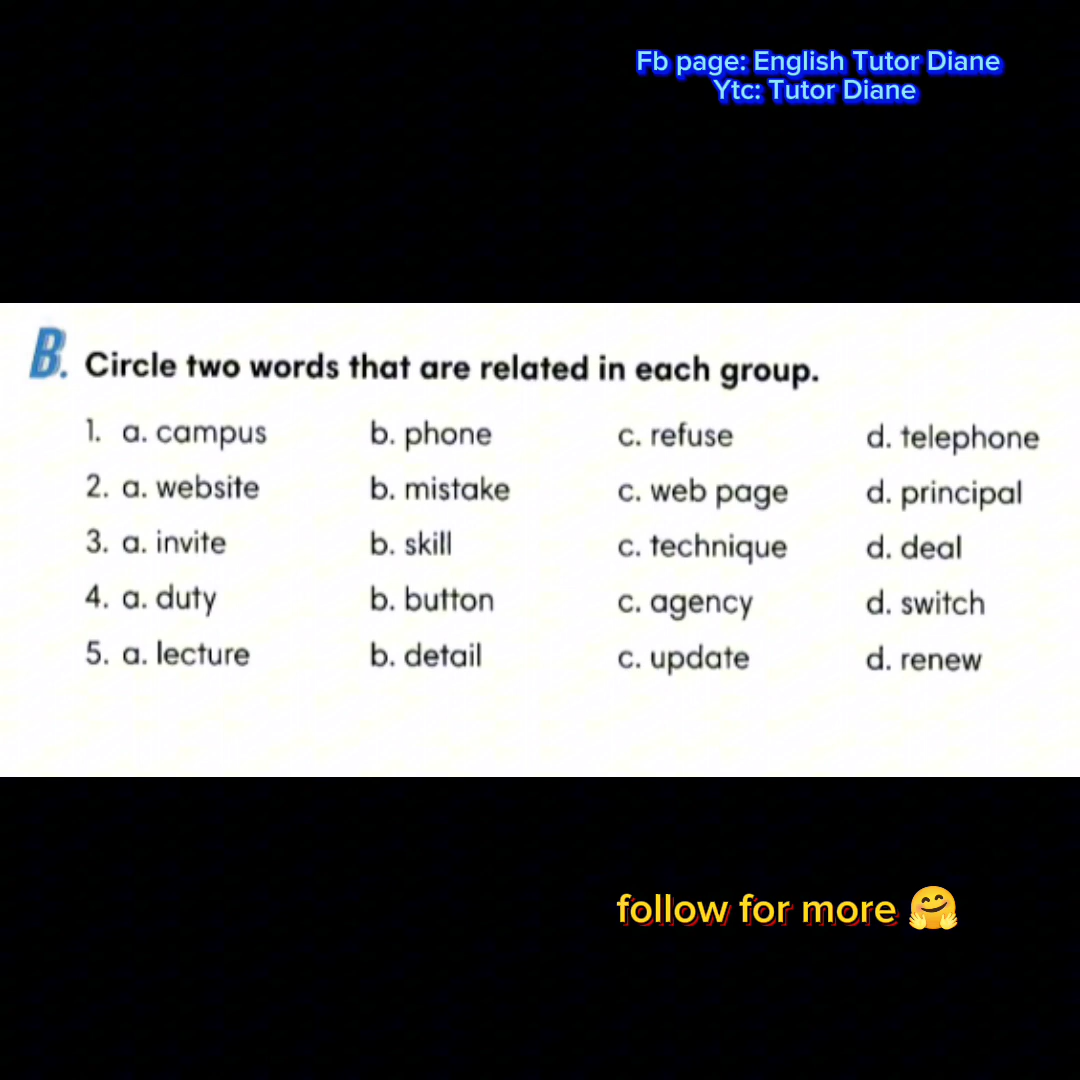 Fb page: English Tutor Diane
Ytc: Tutor Diane
B. Circle two words that are related in each group.
1. a. campus b. phone c. refuse d. telephone
2. a. website b. mistake c. web page d. principal
3. a. invite b. skill c. technique d. deal
4. a. duty b. button c. agency d. switch
5. a. lecture b. detail c. update d. renew
follow for more 🤗